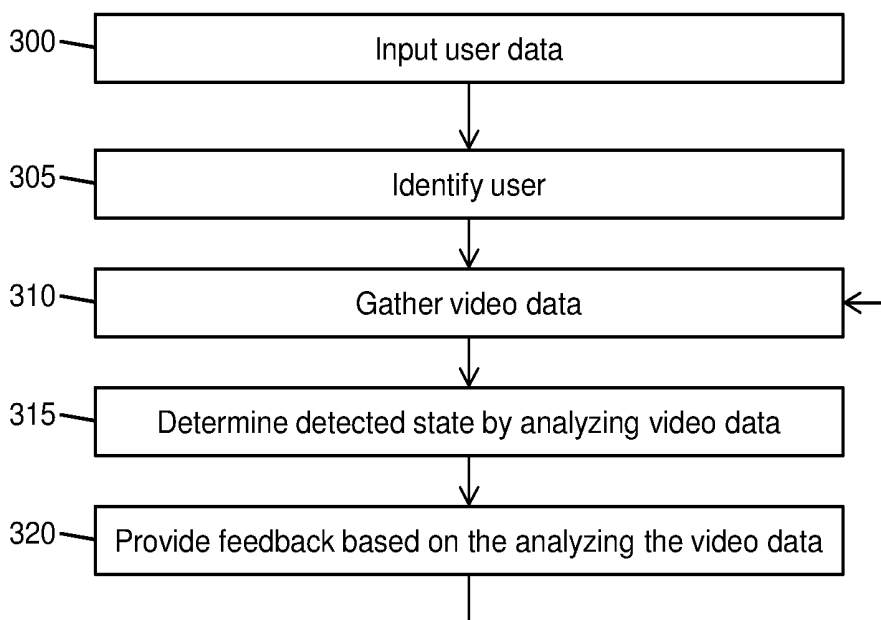 300 Input user data
305 Identify user
310 Gather video data
315 Determine detected state by analyzing video data
320 Provide feedback based on the analyzing the video data